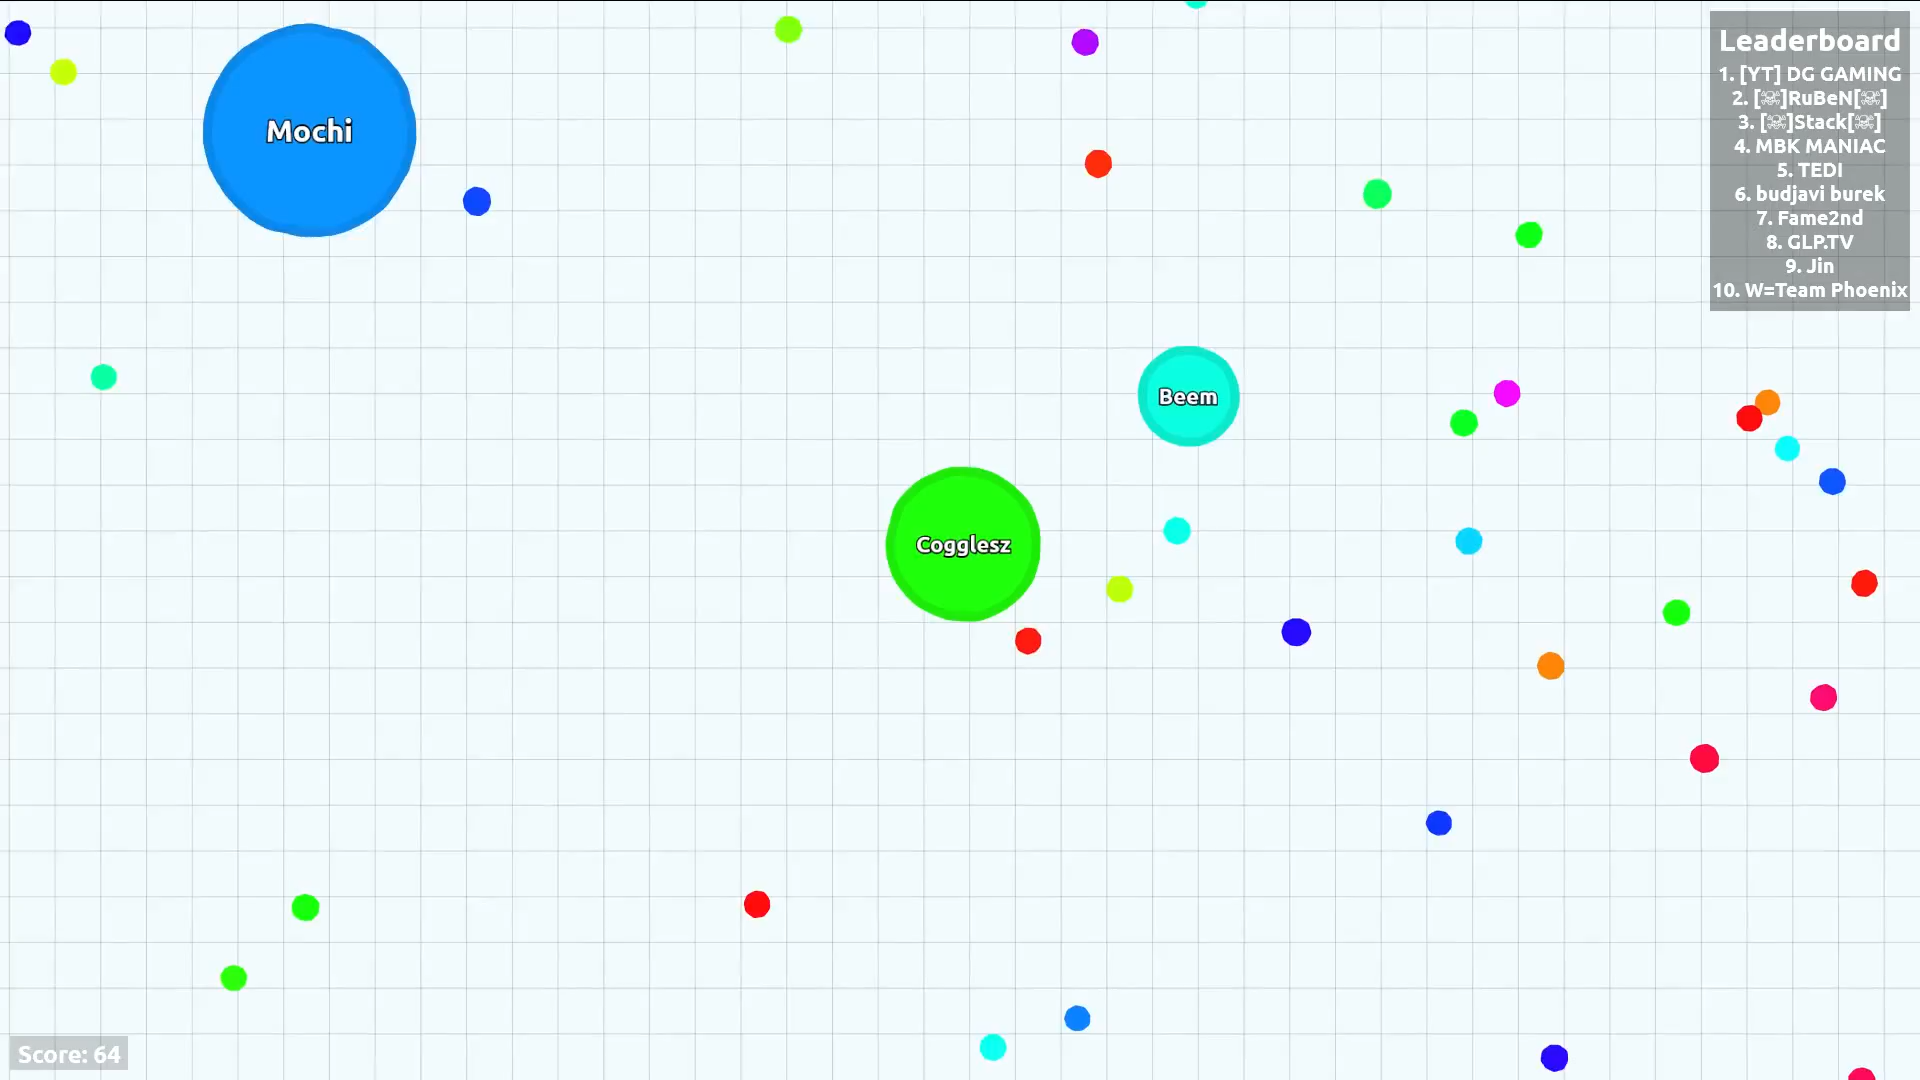 Mochi
Leaderboard
1. [YT] DG GAMING
2. [☠]RuBeN[☠]
3. [☠]Stack[☠]
4. MBK MANIAC
5. TEDI
6. budjavi burek
7. Fame2nd
8. GLP.TV
9. Jin
10. W=Team Phoenix
Beem
Cogglesz
Score: 64